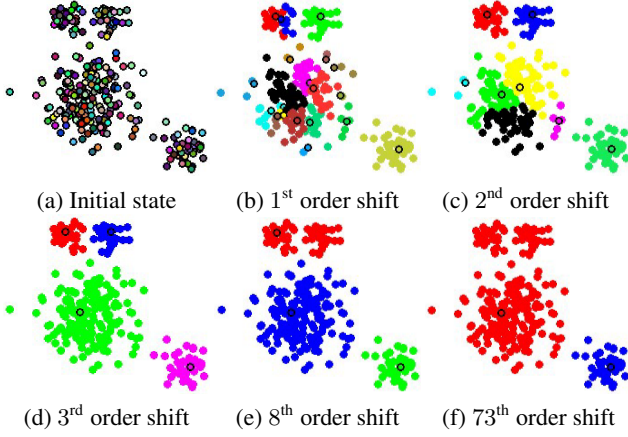 (a) Initial state
(b) 1st order shift
(c) 2nd order shift
(d) 3rd order shift
(e) 8th order shift
(f) 73th order shift